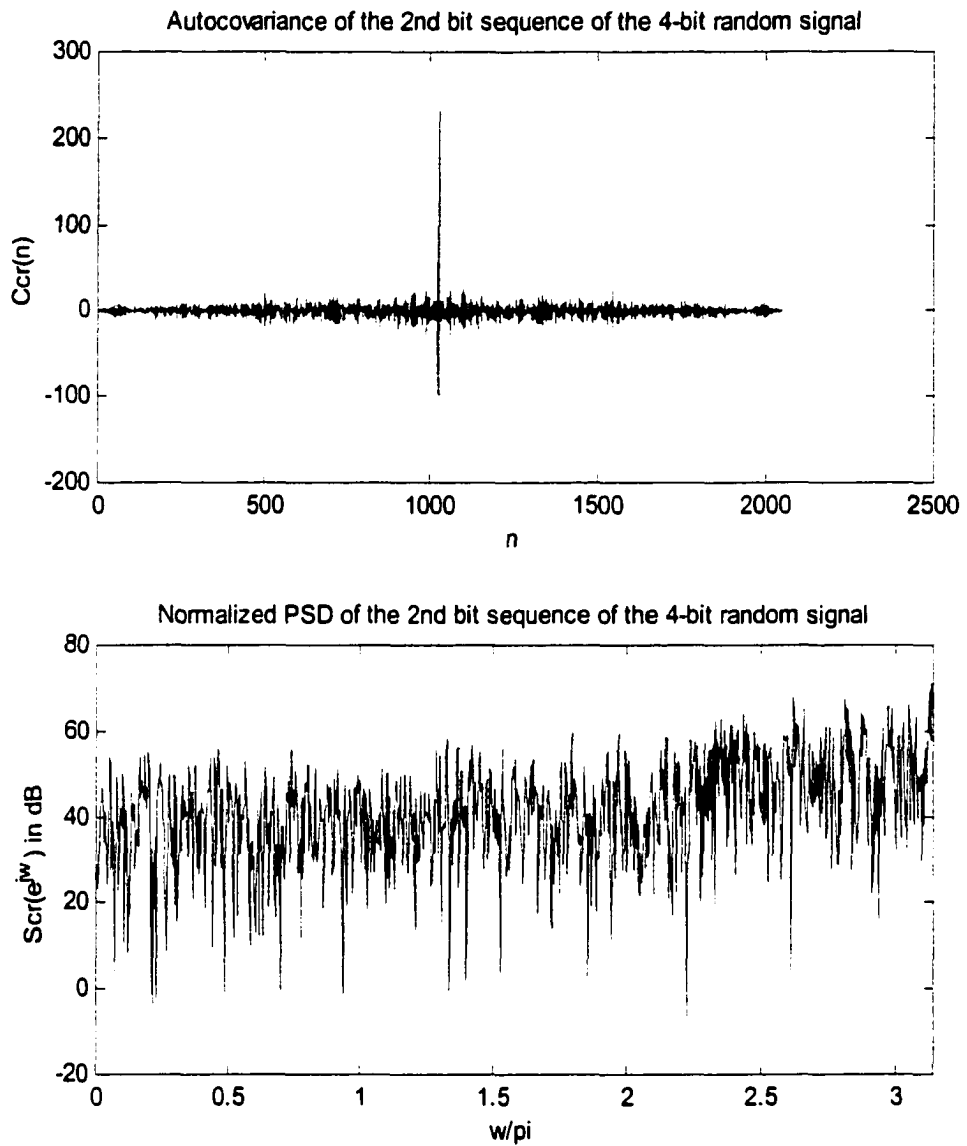 Autocovariance of the 2nd bit sequence of the 4-bit random signal
300
200
100
0
-100
-200
Ccr(n)
0 500 1000 1500 2000 2500
n
Normalized PSD of the 2nd bit sequence of the 4-bit random signal
80
60
40
20
0
-20
Scr(e^jw) in dB
0 0.5 1 1.5 2 2.5 3
w/pi